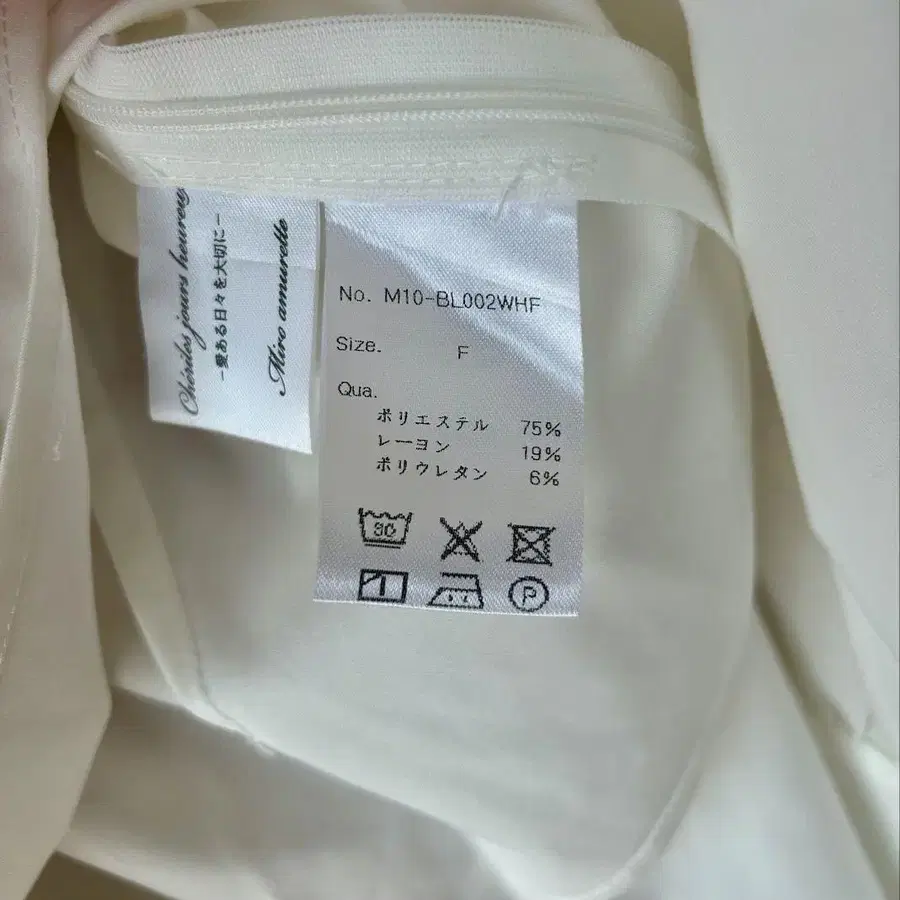 Chérites jours heureux
−愛ある日々を大切に−
Miro amurette
No. M10-BL002WHF
Size. F
Qua.
ポリエステル 75%
レーヨン 19%
ポリウレタン 6%
30
P